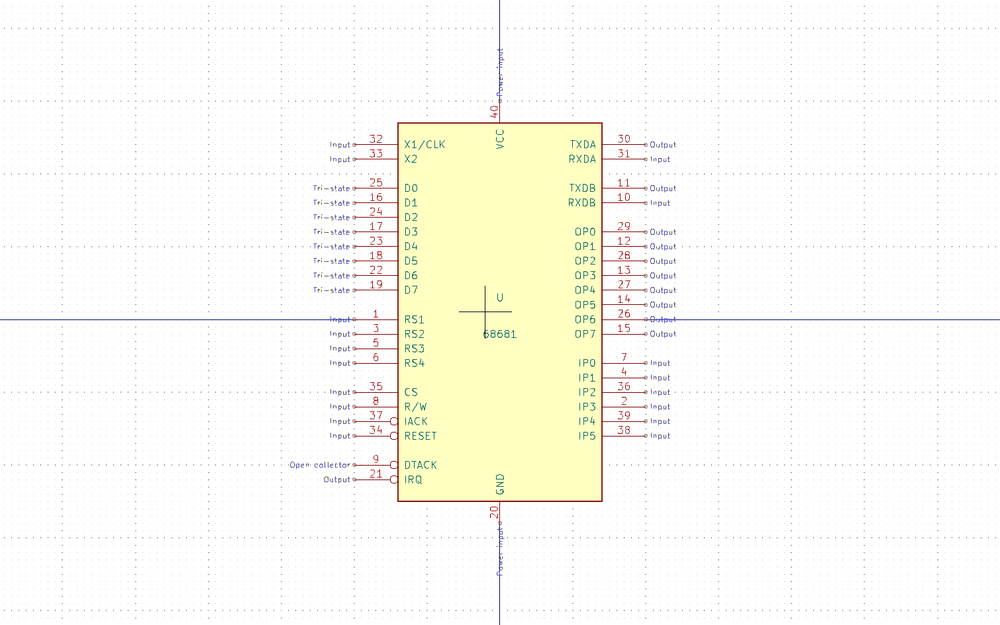 Power input
40
VCC
Input 32 X1/CLK TXDA 30 Output
Input 33 X2 RXDA 31 Input
Tri-state 25 D0 TXDB 11 Output
Tri-state 16 D1 RXDB 10 Input
Tri-state 24 D2
Tri-state 17 D3 OP0 29 Output
Tri-state 23 D4 OP1 12 Output
Tri-state 18 D5 OP2 28 Output
Tri-state 22 D6 OP3 13 Output
Tri-state 19 D7 OP4 27 Output
U
OP5 14 Output
Input 1 RS1 OP6 26 Output
Input 3 RS2 68681 OP7 15 Output
Input 5 RS3
Input 6 RS4 IP0 7 Input
IP1 4 Input
Input 35 CS IP2 36 Input
Input 8 R/W IP3 2 Input
Input 37 IACK IP4 39 Input
Input 34 RESET IP5 38 Input
Open collector 9 DTACK
Output 21 IRQ
GND
20
Power input